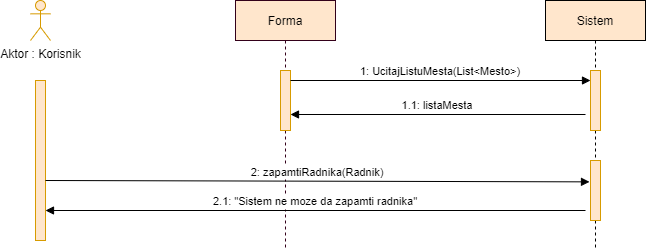 Forma
Sistem
Aktor : Korisnik
1: UcitajListuMesta(List<Mesto>)
1.1: listaMesta
2: zapamtiRadnika(Radnik)
2.1: "Sistem ne moze da zapamti radnika"